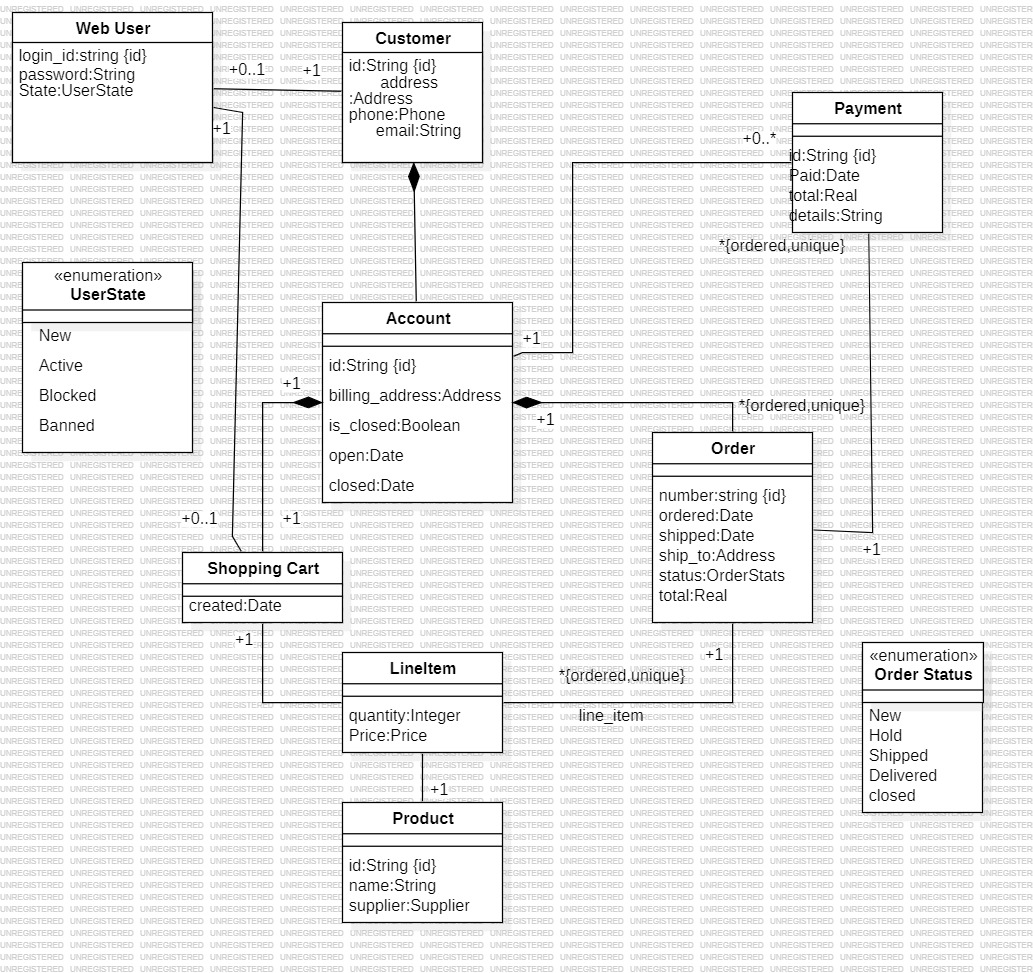 Web User
login_id:string {id}
password:String
State:UserState
+0..1
+1
+1
Customer
id:String {id}
address
:Address
phone:Phone
email:String
Payment
id:String {id}
Paid:Date
total:Real
details:String
+0..*
*{ordered,unique}
«enumeration»
UserState
New
Active
Blocked
Banned
Account
id:String {id}
billing_address:Address
is_closed:Boolean
open:Date
closed:Date
+1
+1
+1
*{ordered,unique}
Order
number:string {id}
ordered:Date
shipped:Date
ship_to:Address
status:OrderStats
total:Real
+1
+0..1
+1
Shopping Cart
created:Date
+1
LineItem
quantity:Integer
Price:Price
*{ordered,unique}
line_item
+1
+1
Product
id:String {id}
name:String
supplier:Supplier
«enumeration»
Order Status
New
Hold
Shipped
Delivered
closed
UNREGISTERED